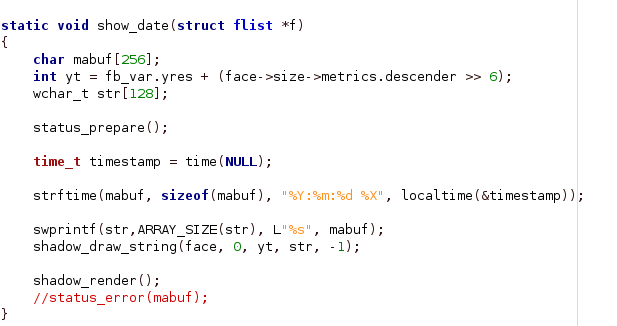 static void show_date(struct flist *f)
{
    char mabuf[256];
    int yt = fb_var.yres + (face->size->metrics.descender >> 6);
    wchar_t str[128];

    status_prepare();

    time_t timestamp = time(NULL);

    strftime(mabuf, sizeof(mabuf), "%Y:%m:%d %X", localtime(&timestamp));

    swprintf(str,ARRAY_SIZE(str), L"%s", mabuf);
    shadow_draw_string(face, 0, yt, str, -1);

    shadow_render();
    //status_error(mabuf);
}